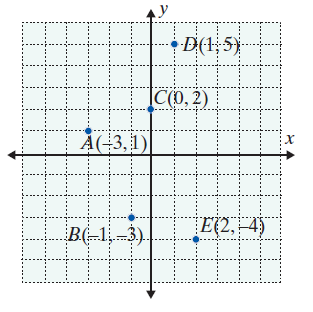 y
D(1, 5)
C(0, 2)
A(–3, 1)
x
B(–1, –3)
E(2, –4)